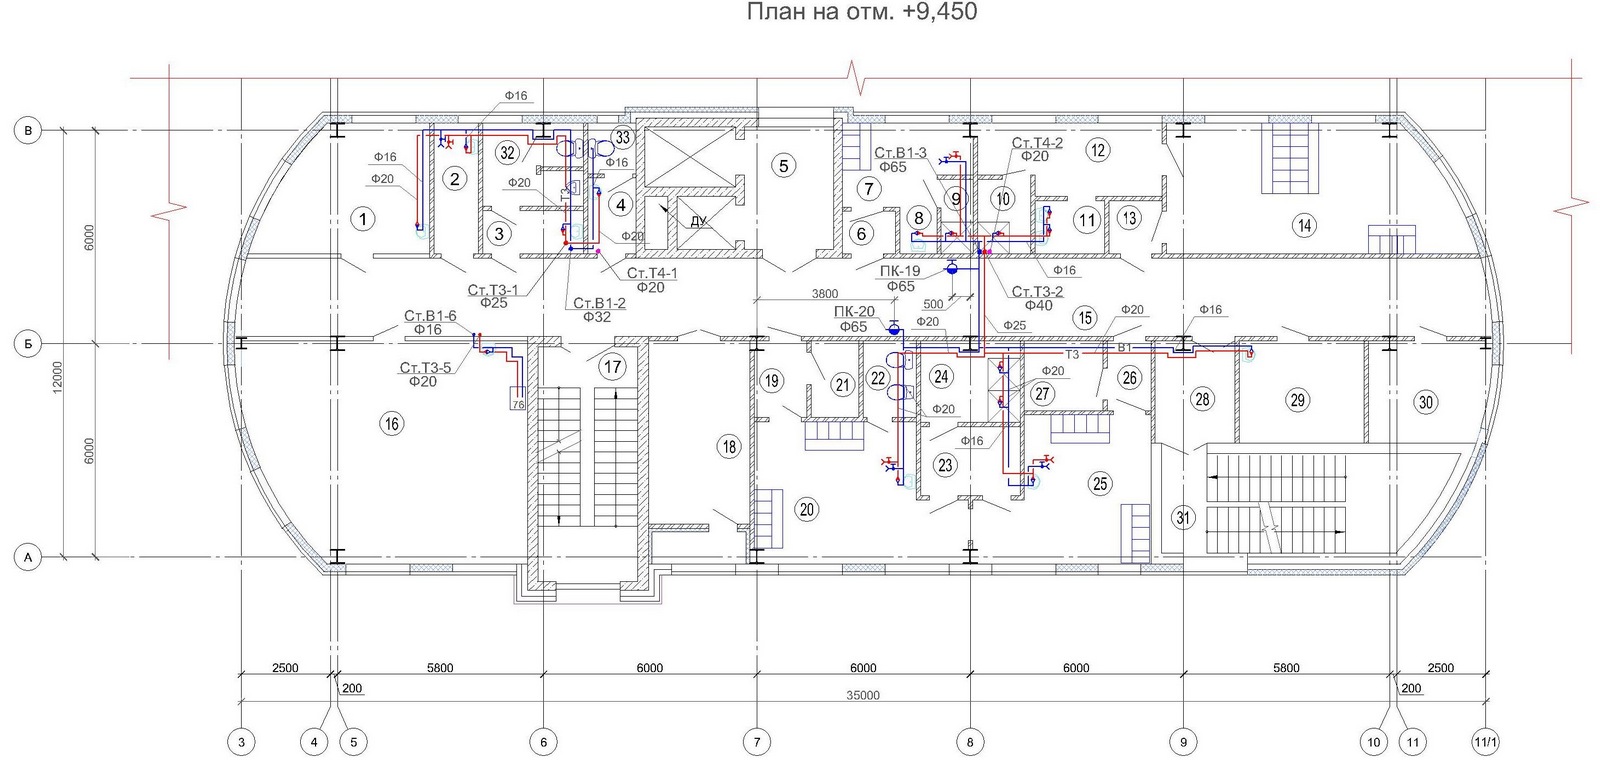 План на отм. +9,450
Ф16
В
33
32
Ф16
5
Ст.В1-3
Ф65
Ст.Т4-2
Ф20
12
Ф16
Ф20
2
Ф20
Т3
7
9
10
1
3
4
ДУ
8
11
13
14
6000
6
Ф20
Ст.Т3-1
Ф25
Ст.Т4-1
Ф20
ПК-19
Ф65
Ф16
Ст.В1-2
Ф32
3800
500
Ст.Т3-2
Ф40
Ст.В1-6
Ф16
ПК-20
Ф65
Ф20
Ф25
15
Ф20
Ф16
Б
Т3
В1
12000
Ст.Т3-5
Ф20
17
19
21
22
24
Ф20
27
26
28
29
30
76
16
Ф20
6000
18
Ф16
23
20
25
31
А
2500
5800
6000
6000
6000
5800
2500
200
35000
200
3
4
5
6
7
8
9
10
11
11/1